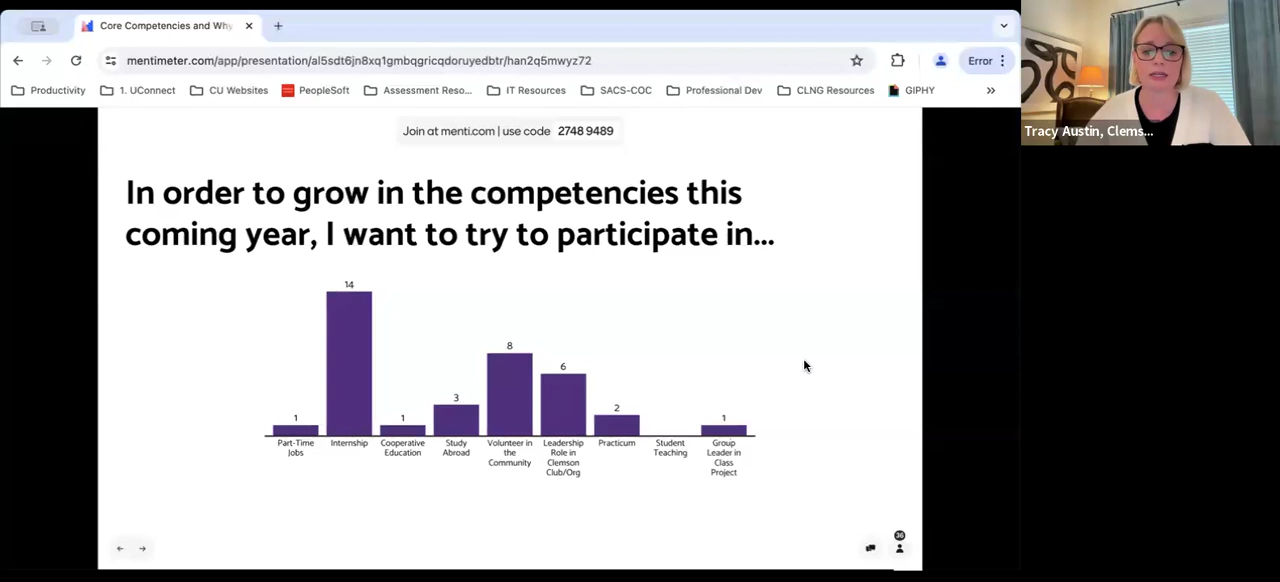 Core Competencies and Why
mentimeter.com/app/presentation/al5sdt6jn8xq1gmbqgricqdoruyedbtr/han2q5mwyz72
Error
Productivity
1. UConnect
CU Websites
PeopleSoft
Assessment Reso...
IT Resources
SACS-COC
Professional Dev
CLNG Resources
GIPHY
Tracy Austin, Clems...
Join at menti.com | use code 2748 9489
In order to grow in the competencies this
coming year, I want to try to participate in...
1
14
1
3
8
6
2
1
Part-Time
Jobs
Internship
Cooperative
Education
Study
Abroad
Volunteer in
the
Community
Leadership
Role in
Clemson
Club/Org
Practicum
Student
Teaching
Group
Leader in
Class
Project
36